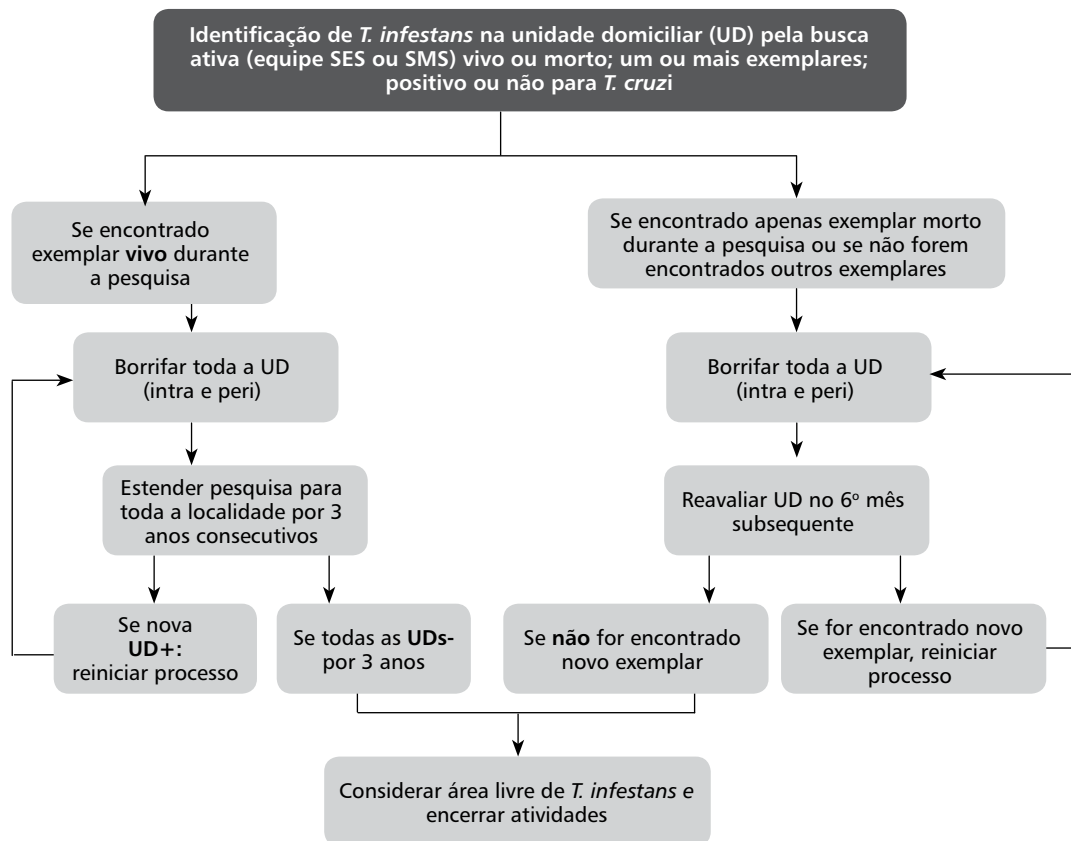 Identificação de T. infestans na unidade domiciliar (UD) pela busca
ativa (equipe SES ou SMS) vivo ou morto; um ou mais exemplares;
positivo ou não para T. cruzi
Se encontrado
exemplar vivo durante
a pesquisa
Se encontrado apenas exemplar morto
durante a pesquisa ou se não forem
encontrados outros exemplares
Borrifar toda a UD
(intra e peri)
Borrifar toda a UD
(intra e peri)
Estender pesquisa para
toda a localidade por 3
anos consecutivos
Reavaliar UD no 6º mês
subsequente
Se nova
UD+:
reiniciar processo
Se todas as UDs-
por 3 anos
Se não for encontrado
novo exemplar
Se for encontrado novo
exemplar, reiniciar
processo
Considerar área livre de T. infestans e
encerrar atividades